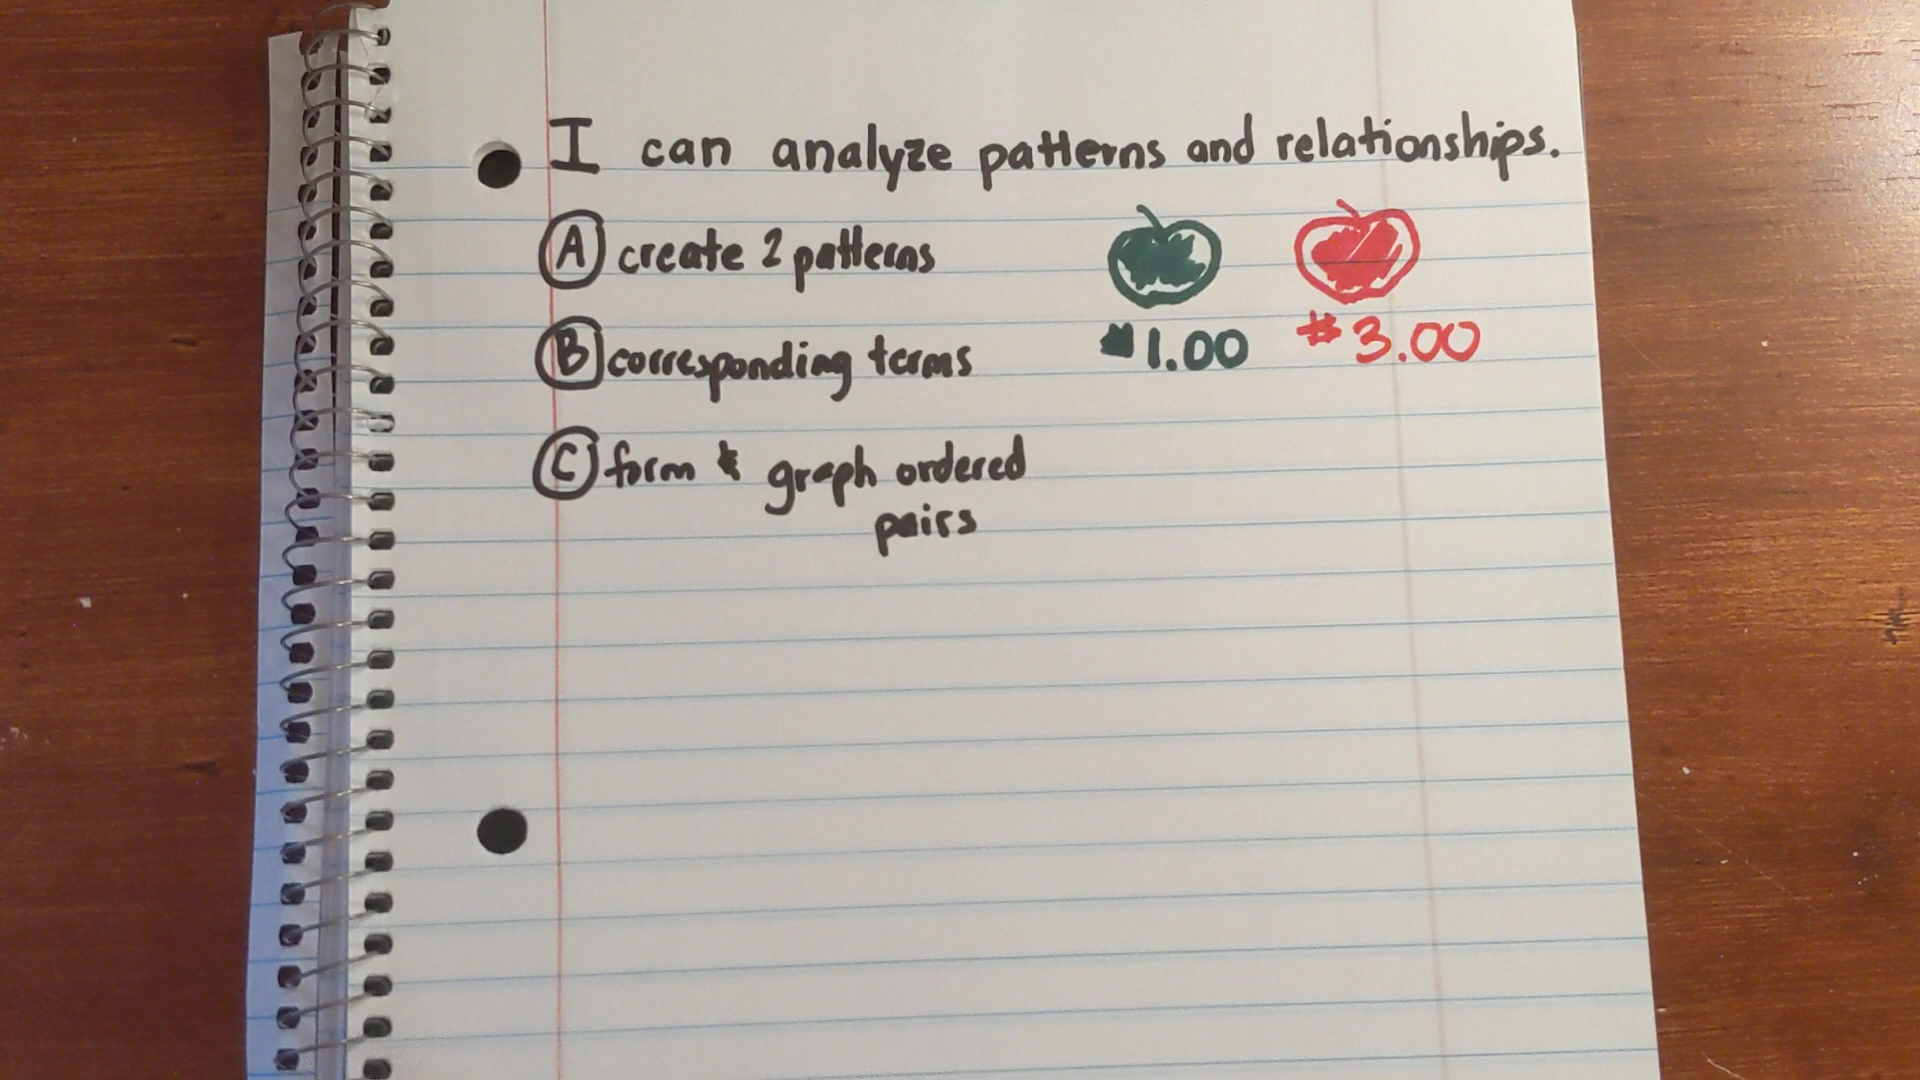 I can analyze patterns and relationships.
A create 2 patterns
B corresponding terms
$1.00 $3.00
C form & graph ordered
pairs